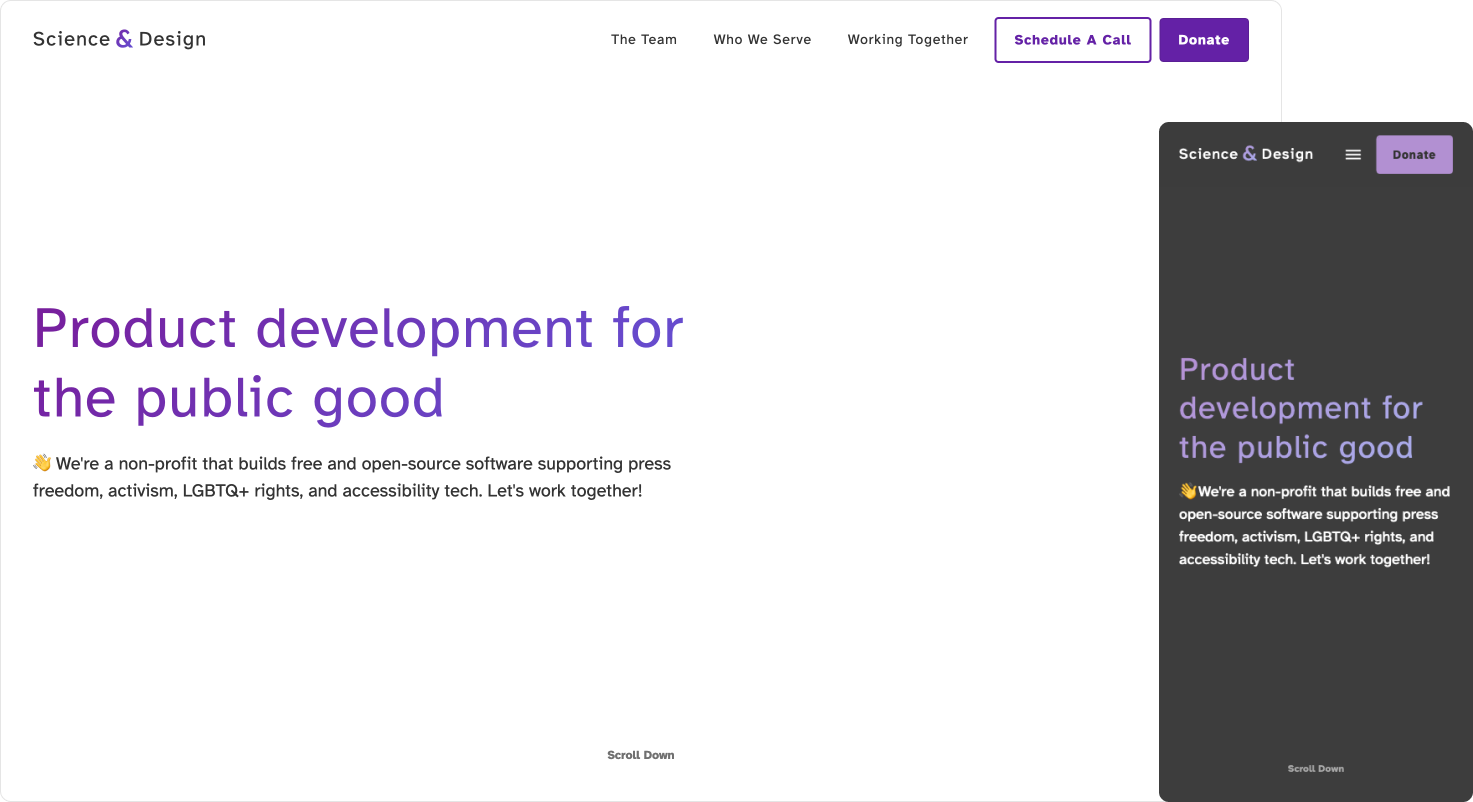 Science & Design
The Team
Who We Serve
Working Together
Schedule A Call
Donate
Product development for
the public good
👋 We're a non-profit that builds free and open-source software supporting press
freedom, activism, LGBTQ+ rights, and accessibility tech. Let's work together!
Scroll Down
Science & Design
Donate
Product
development for
the public good
👋We're a non-profit that builds free and
open-source software supporting press
freedom, activism, LGBTQ+ rights, and
accessibility tech. Let's work together!
Scroll Down